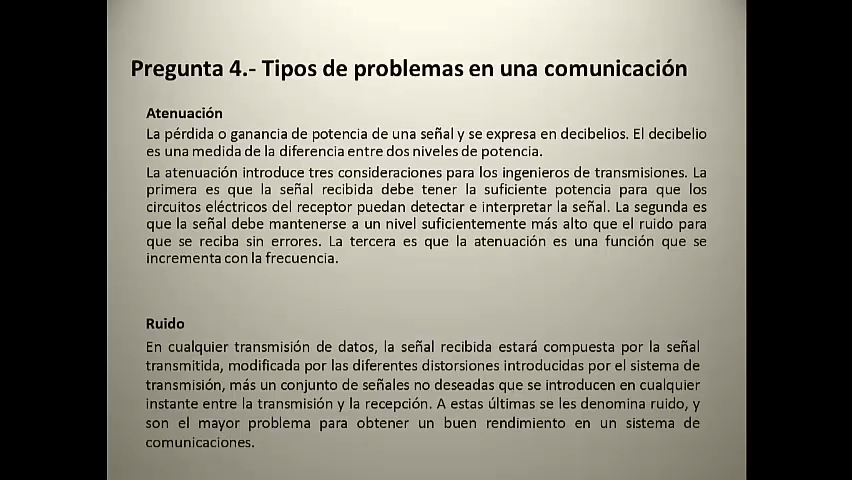 Pregunta 4.- Tipos de problemas en una comunicación
Atenuación
La pérdida o ganancia de potencia de una señal y se expresa en decibelios. El decibelio
es una medida de la diferencia entre dos niveles de potencia.
La atenuación introduce tres consideraciones para los ingenieros de transmisiones. La
primera es que la señal recibida debe tener la suficiente potencia para que los
circuitos eléctricos del receptor puedan detectar e interpretar la señal. La segunda es
que la señal debe mantenerse a un nivel suficientemente más alto que el ruido para
que se reciba sin errores. La tercera es que la atenuación es una función que se
incrementa con la frecuencia.
Ruido
En cualquier transmisión de datos, la señal recibida estará compuesta por la señal
transmitida, modificada por las diferentes distorsiones introducidas por el sistema de
transmisión, más un conjunto de señales no deseadas que se introducen en cualquier
instante entre la transmisión y la recepción. A estas últimas se les denomina ruido, y
son el mayor problema para obtener un buen rendimiento en un sistema de
comunicaciones.